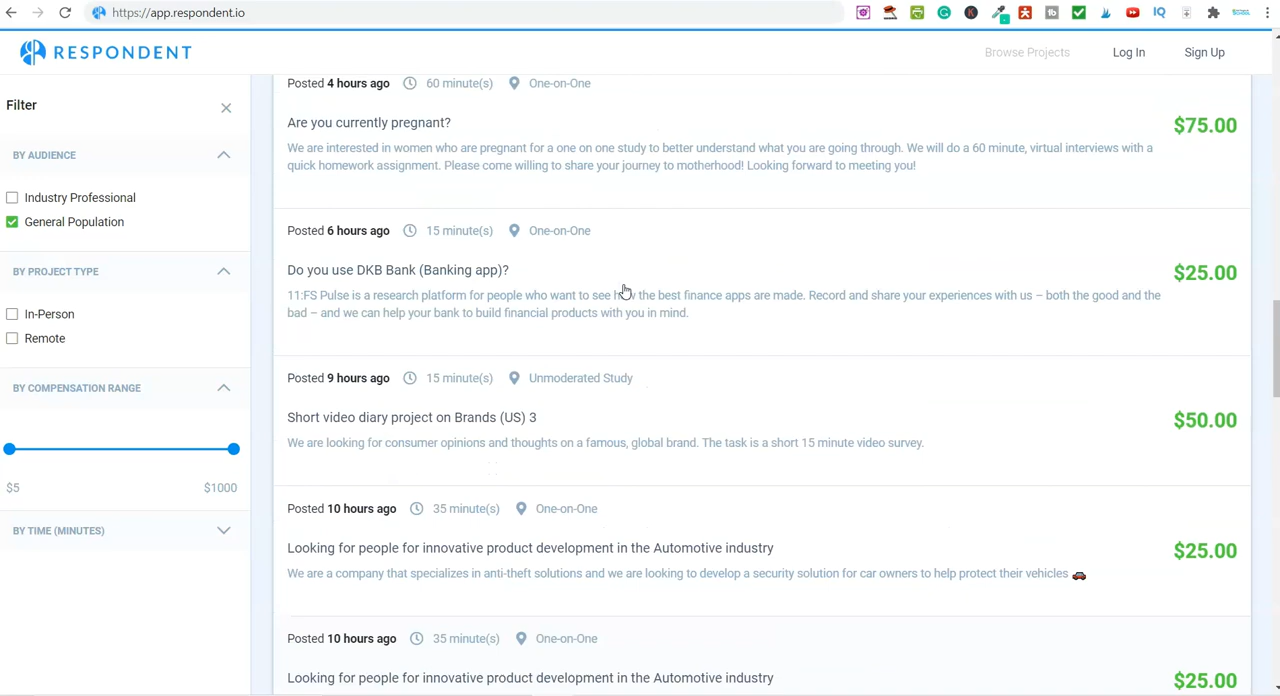 https://app.respondent.io
RESPONDENT
Browse Projects
Log In
Sign Up
Filter
BY AUDIENCE
Industry Professional
General Population
BY PROJECT TYPE
In-Person
Remote
BY COMPENSATION RANGE
$5 $1000
BY TIME (MINUTES)
Posted 4 hours ago 60 minute(s) One-on-One
Are you currently pregnant?
$75.00
We are interested in women who are pregnant for a one on one study to better understand what you are going through. We will do a 60 minute, virtual interviews with a
quick homework assignment. Please come willing to share your journey to motherhood! Looking forward to meeting you!
Posted 6 hours ago 15 minute(s) One-on-One
Do you use DKB Bank (Banking app)?
$25.00
11:FS Pulse is a research platform for people who want to see how the best finance apps are made. Record and share your experiences with us – both the good and the
bad – and we can help your bank to build financial products with you in mind.
Posted 9 hours ago 15 minute(s) Unmoderated Study
Short video diary project on Brands (US) 3
$50.00
We are looking for consumer opinions and thoughts on a famous, global brand. The task is a short 15 minute video survey.
Posted 10 hours ago 35 minute(s) One-on-One
Looking for people for innovative product development in the Automotive industry
$25.00
We are a company that specializes in anti-theft solutions and we are looking to develop a security solution for car owners to help protect their vehicles 🚗
Posted 10 hours ago 35 minute(s) One-on-One
Looking for people for innovative product development in the Automotive industry
$25.00